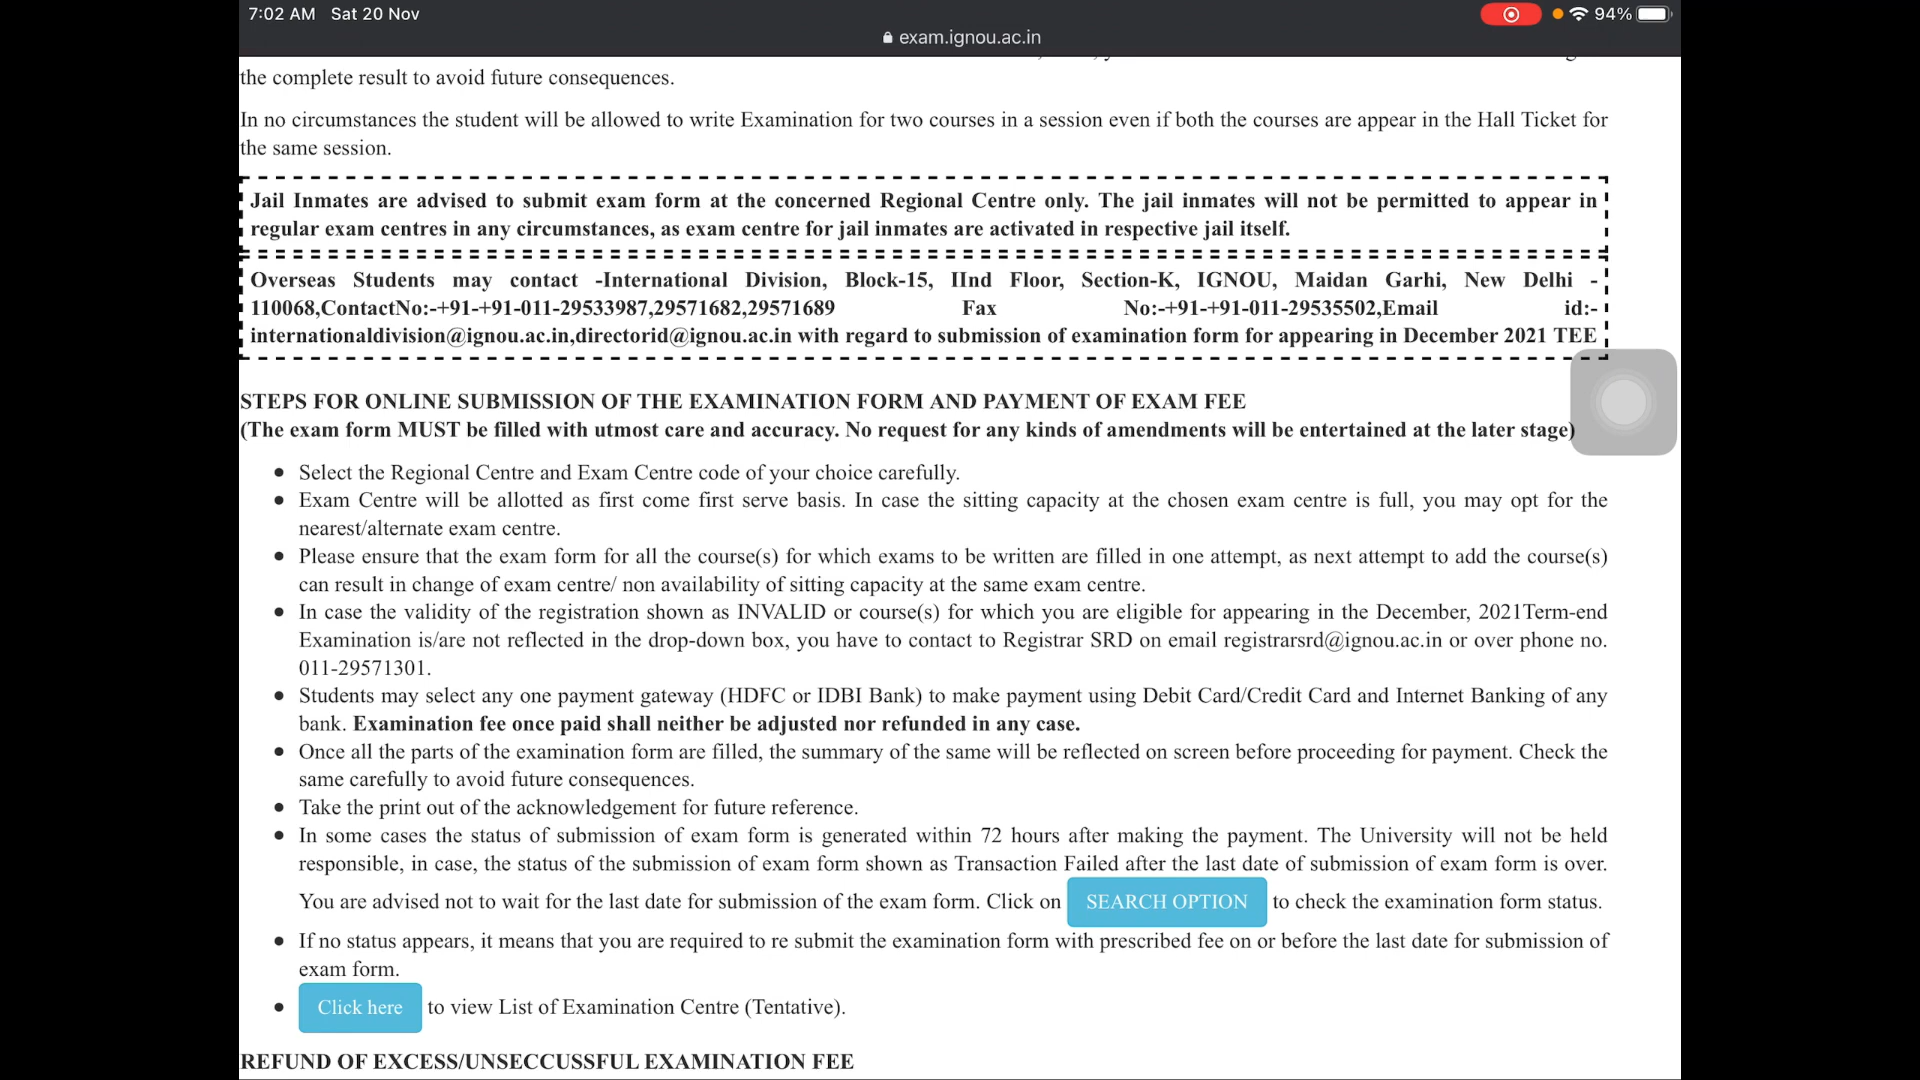 7:02 AM Sat 20 Nov
94%
exam.ignou.ac.in
the complete result to avoid future consequences.
In no circumstances the student will be allowed to write Examination for two courses in a session even if both the courses are appear in the Hall Ticket for
the same session.
Jail Inmates are advised to submit exam form at the concerned Regional Centre only. The jail inmates will not be permitted to appear in
regular exam centres in any circumstances, as exam centre for jail inmates are activated in respective jail itself.
Overseas Students may contact -International Division, Block-15, IInd Floor, Section-K, IGNOU, Maidan Garhi, New Delhi -
110068,ContactNo:-+91-+91-011-29533987,29571682,29571689 Fax No:-+91-+91-011-29535502,Email id:-
internationaldivision@ignou.ac.in,directorid@ignou.ac.in with regard to submission of examination form for appearing in December 2021 TEE
STEPS FOR ONLINE SUBMISSION OF THE EXAMINATION FORM AND PAYMENT OF EXAM FEE
(The exam form MUST be filled with utmost care and accuracy. No request for any kinds of amendments will be entertained at the later stage)
• Select the Regional Centre and Exam Centre code of your choice carefully.
• Exam Centre will be allotted as first come first serve basis. In case the sitting capacity at the chosen exam centre is full, you may opt for the
nearest/alternate exam centre.
• Please ensure that the exam form for all the course(s) for which exams to be written are filled in one attempt, as next attempt to add the course(s)
can result in change of exam centre/ non availability of sitting capacity at the same exam centre.
• In case the validity of the registration shown as INVALID or course(s) for which you are eligible for appearing in the December, 2021Term-end
Examination is/are not reflected in the drop-down box, you have to contact to Registrar SRD on email registrarsrd@ignou.ac.in or over phone no.
011-29571301.
• Students may select any one payment gateway (HDFC or IDBI Bank) to make payment using Debit Card/Credit Card and Internet Banking of any
bank. Examination fee once paid shall neither be adjusted nor refunded in any case.
• Once all the parts of the examination form are filled, the summary of the same will be reflected on screen before proceeding for payment. Check the
same carefully to avoid future consequences.
• Take the print out of the acknowledgement for future reference.
• In some cases the status of submission of exam form is generated within 72 hours after making the payment. The University will not be held
responsible, in case, the status of the submission of exam form shown as Transaction Failed after the last date of submission of exam form is over.
You are advised not to wait for the last date for submission of the exam form. Click on SEARCH OPTION to check the examination form status.
• If no status appears, it means that you are required to re submit the examination form with prescribed fee on or before the last date for submission of
exam form.
• Click here to view List of Examination Centre (Tentative).
REFUND OF EXCESS/UNSECCUSSFUL EXAMINATION FEE